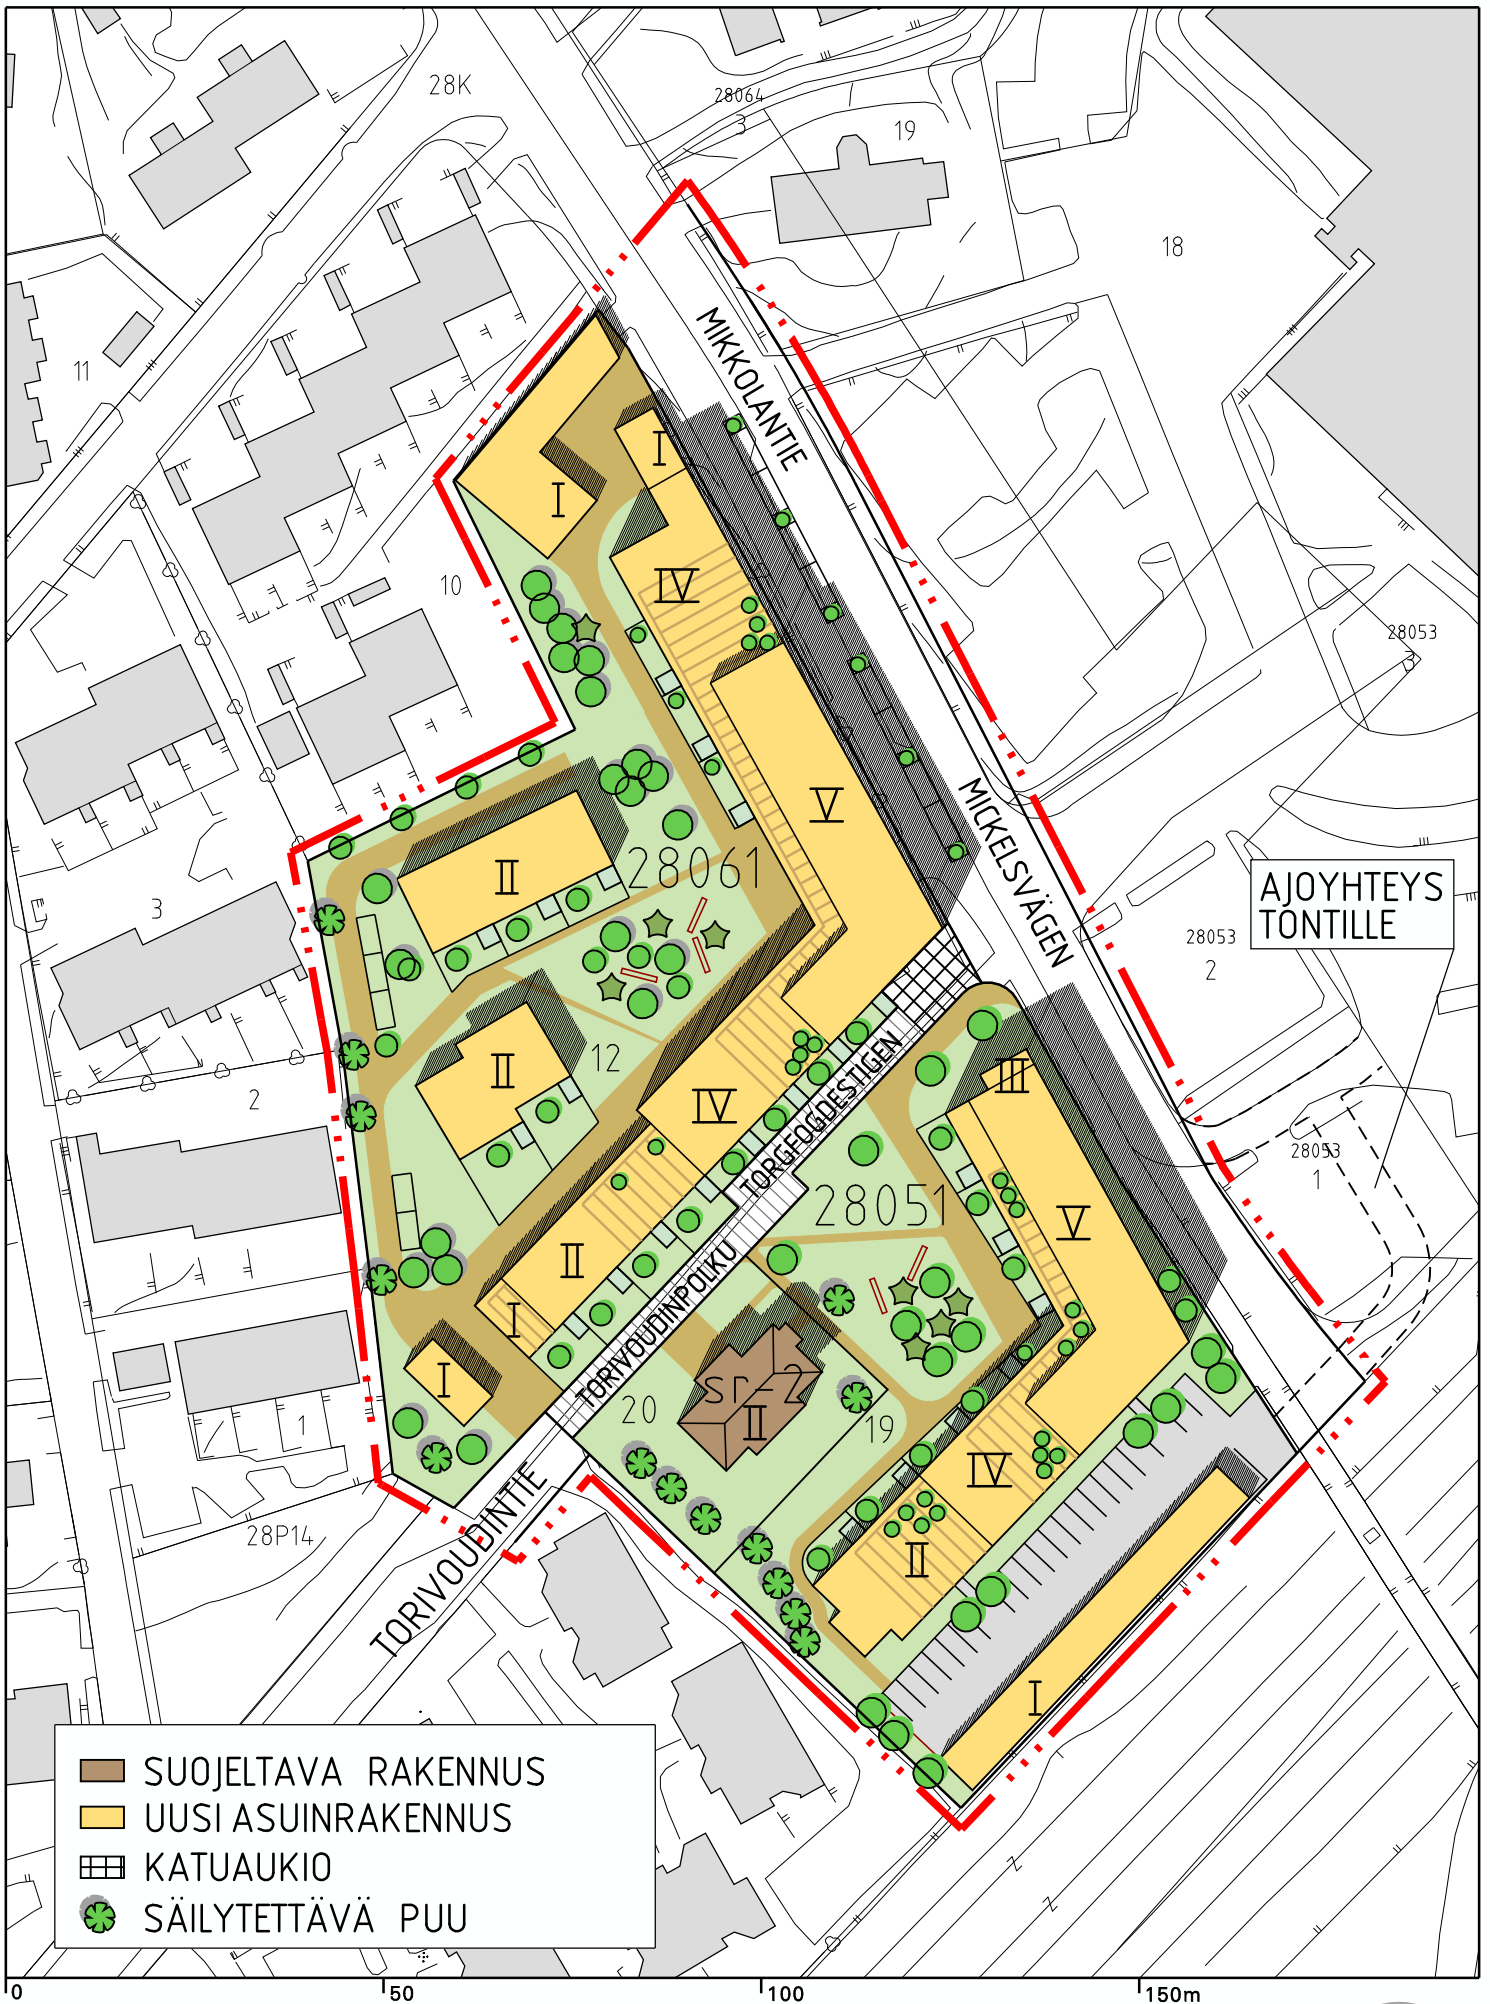 28K
28064
3
19
18
MIKKOLANTIE
11
I
I
IV
10
28053
3
V
MICKELSVÄGEN
AJOYHTEYS
TONTILLE
II
28061
3
28053
2
II
12
IV
TORGFOGDESTIGEN
III
2
28053
1
28051
V
II
TORIVOUDINPOLKU
I
I
sr-2
II
20
19
1
IV
28P14
TORIVOUDINTIE
II
I
SUOJELTAVA RAKENNUS
UUSI ASUINRAKENNUS
KATUAUKIO
SÄILYTETTÄVÄ PUU
0
50
100
150m